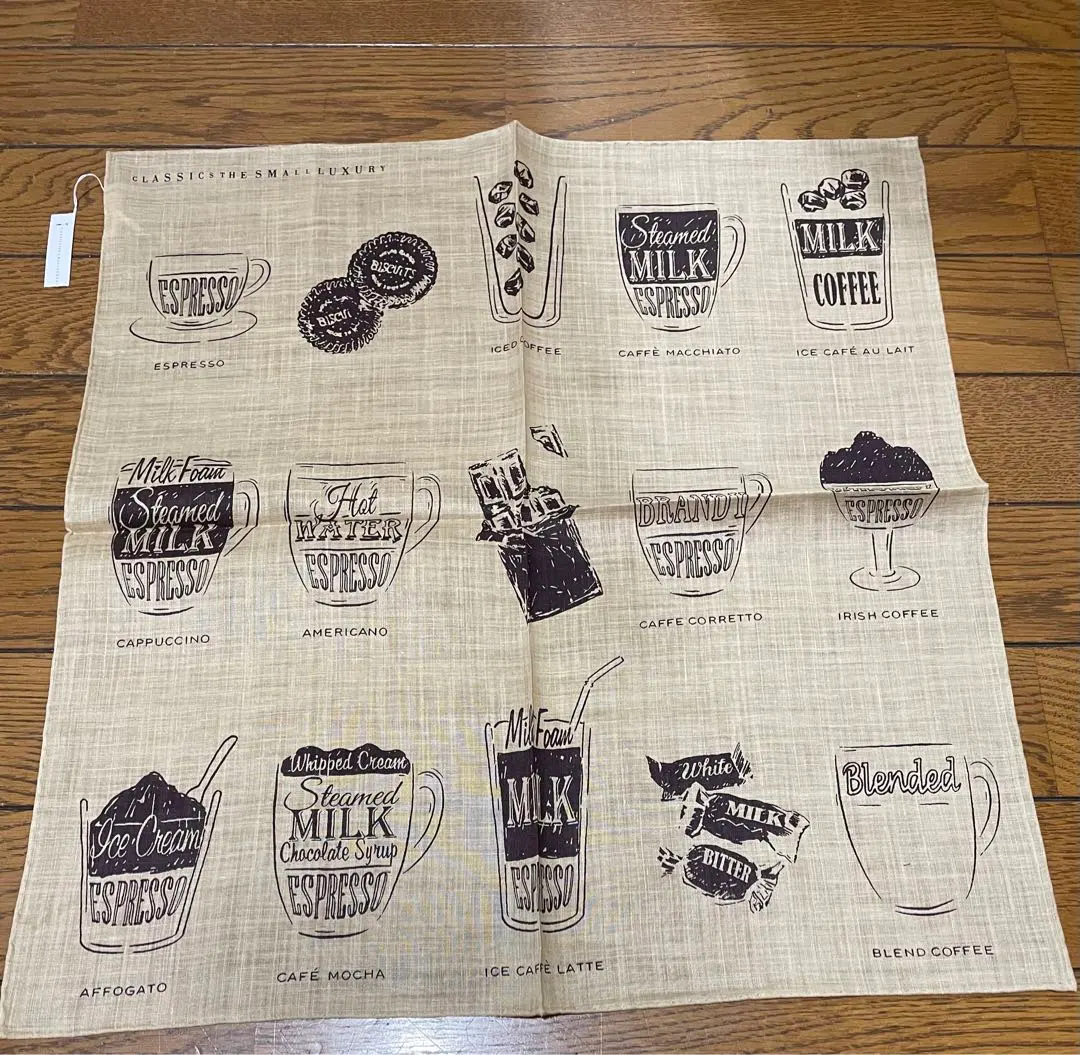 CLASSICS THE SMALL LUXURY
ESPRESSO
ESPRESSO
BISCUITS
BISCUIT
ICED COFFEE
Steamed
MILK
ESPRESSO
CAFFÈ MACCHIATO
MILK
COFFEE
ICE CAFÉ AU LAIT
Milk Foam
Steamed
MILK
ESPRESSO
CAPPUCCINO
Hot
WATER
ESPRESSO
AMERICANO
BRANDY
ESPRESSO
CAFFE CORRETTO
ESPRESSO
IRISH COFFEE
Ice Cream
ESPRESSO
AFFOGATO
Whipped Cream
Steamed
MILK
Chocolate Syrup
ESPRESSO
CAFÉ MOCHA
Milk Foam
MILK
ESPRESSO
ICE CAFFÈ LATTE
White
MILK
BITTER
Blended
BLEND COFFEE